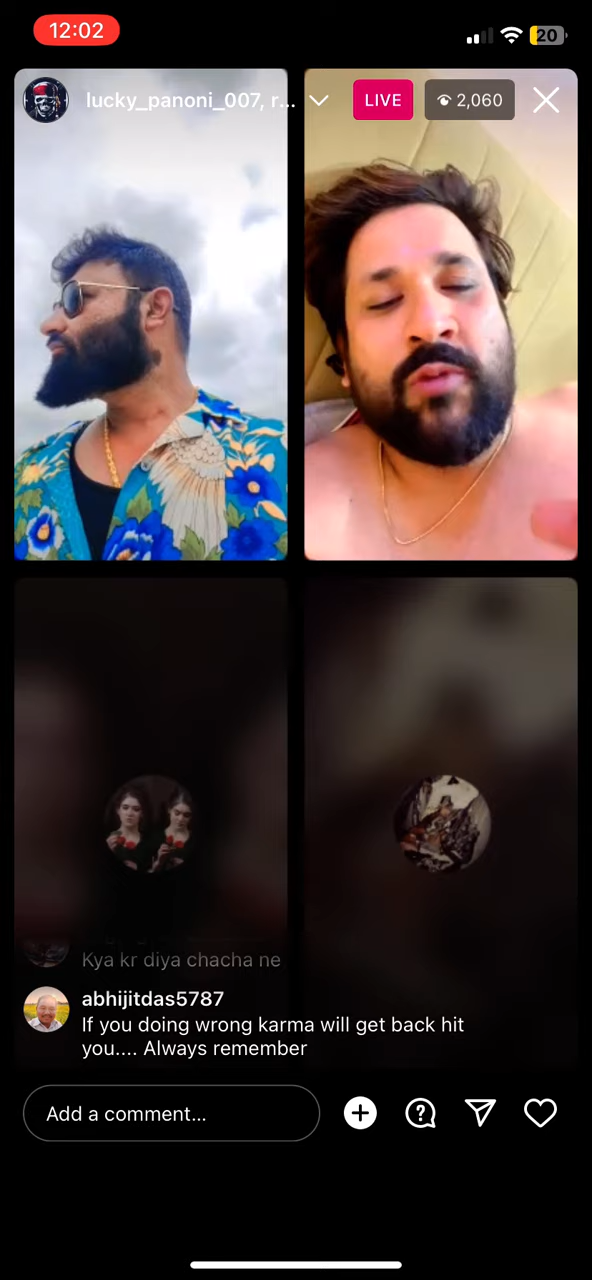 12:02
20
lucky_panoni_007, r...
LIVE
2,060
Kya kr diya chacha ne
abhijitdas5787
If you doing wrong karma will get back hit
you.... Always remember
Add a comment...